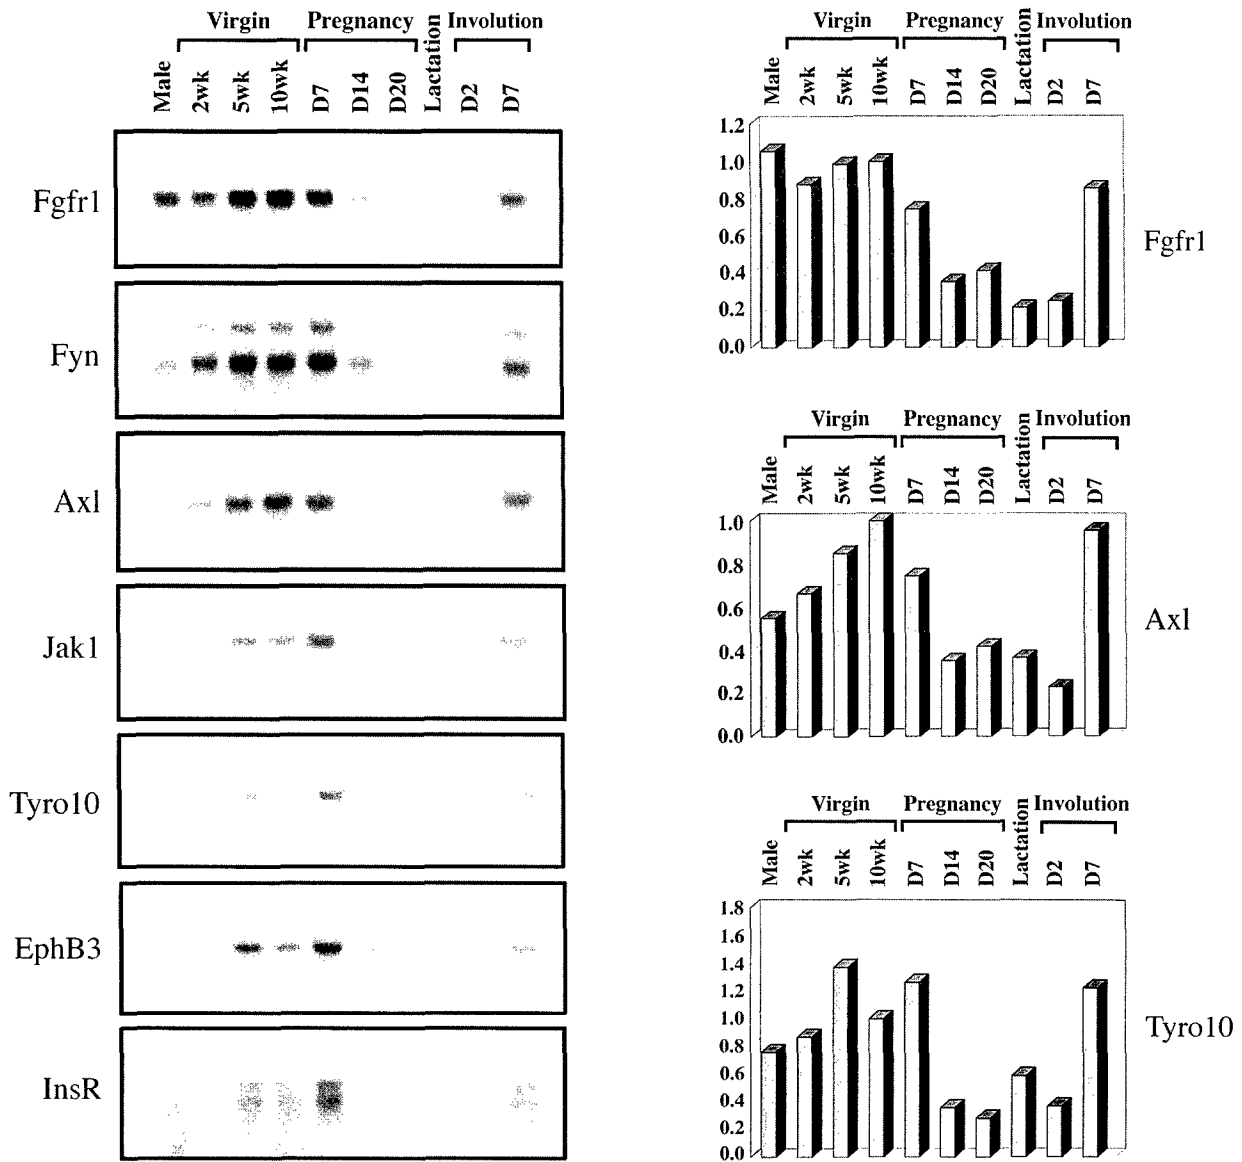 Virgin Pregnancy Lactation Involution
Male 2wk 5wk 10wk D7 D14 D20 D2 D7
Fgfr1
Fyn
Axl
Jak1
Tyro10
EphB3
InsR
Virgin Pregnancy Lactation Involution
Male 2wk 5wk 10wk D7 D14 D20 D2 D7
1.2
1.0
0.8
0.6
0.4
0.2
0.0
Fgfr1
Virgin Pregnancy Lactation Involution
Male 2wk 5wk 10wk D7 D14 D20 D2 D7
1.0
0.8
0.6
0.4
0.2
0.0
Axl
Virgin Pregnancy Lactation Involution
Male 2wk 5wk 10wk D7 D14 D20 D2 D7
1.8
1.6
1.4
1.2
1.0
0.8
0.6
0.4
0.2
0.0
Tyro10